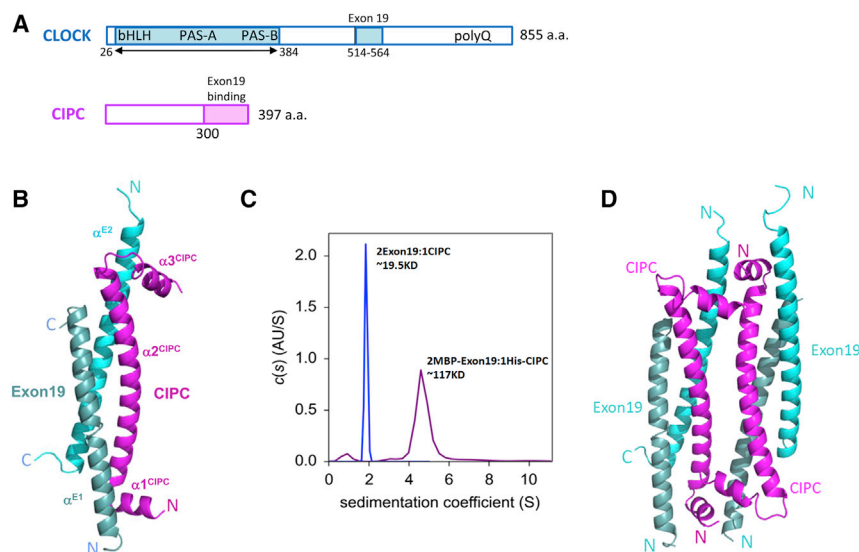 A
Exon 19
CLOCK
bHLH PAS-A PAS-B
polyQ
855 a.a.
26
384
514-564
Exon19
binding
CIPC
397 a.a.
300
B
N
αE2
α3CIPC
C
α2CIPC
Exon19
CIPC
C
αE1
α1CIPC
N
N
C
2Exon19:1CIPC
~19.5KD
2MBP-Exon19:1His-CIPC
~117KD
c(s) (AU/S)
2.0
1.5
1.0
0.5
0.0
0 2 4 6 8 10
sedimentation coefficient (S)
D
N
N
N
CIPC
Exon19
Exon19
C
CIPC
N
N
N